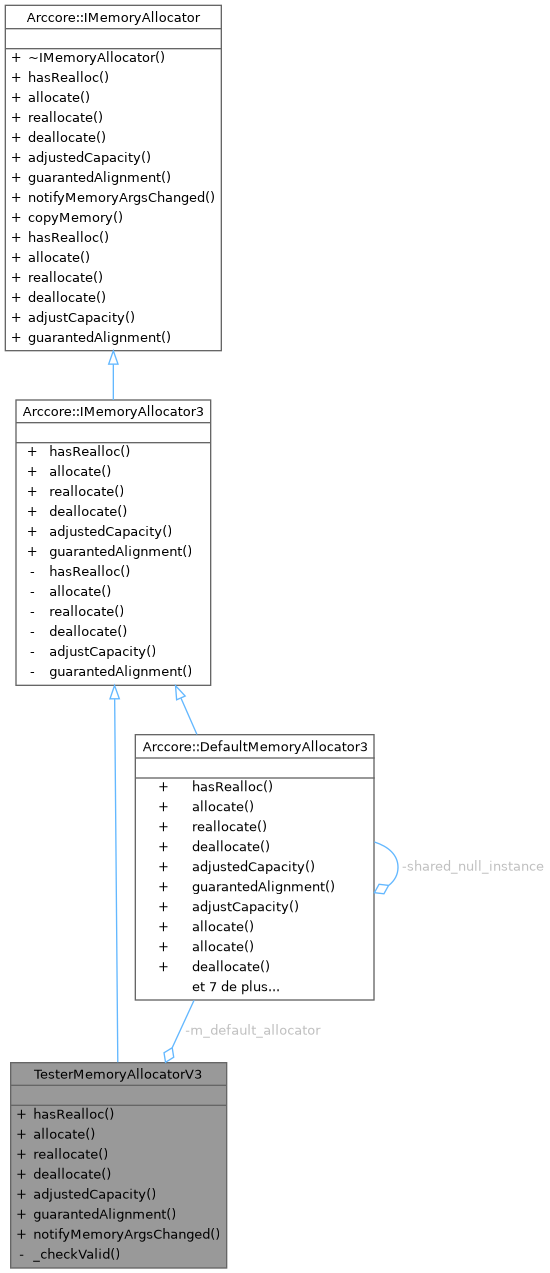 Arccore::IMemoryAllocator
+ ~IMemoryAllocator()
+ hasRealloc()
+ allocate()
+ reallocate()
+ deallocate()
+ adjustedCapacity()
+ guarantedAlignment()
+ notifyMemoryArgsChanged()
+ copyMemory()
+ hasRealloc()
+ allocate()
+ reallocate()
+ deallocate()
+ adjustCapacity()
+ guarantedAlignment()
Arccore::IMemoryAllocator3
+ hasRealloc()
+ allocate()
+ reallocate()
+ deallocate()
+ adjustedCapacity()
+ guarantedAlignment()
- hasRealloc()
- allocate()
- reallocate()
- deallocate()
- adjustCapacity()
- guarantedAlignment()
Arccore::DefaultMemoryAllocator3
+ hasRealloc()
+ allocate()
+ reallocate()
+ deallocate()
+ adjustedCapacity()
+ guarantedAlignment()
+ adjustCapacity()
+ allocate()
+ allocate()
+ deallocate()
et 7 de plus...
-shared_null_instance
-m_default_allocator
TesterMemoryAllocatorV3
+ hasRealloc()
+ allocate()
+ reallocate()
+ deallocate()
+ adjustedCapacity()
+ guarantedAlignment()
+ notifyMemoryArgsChanged()
- _checkValid()